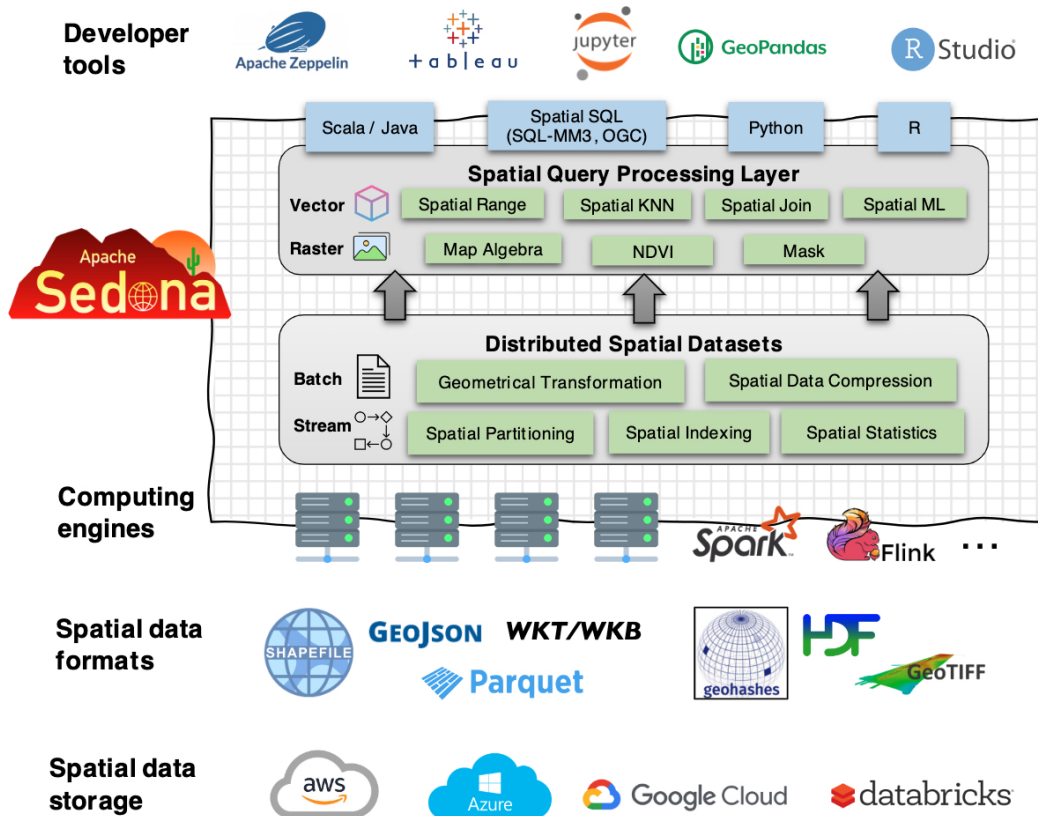 Developer
tools
Apache Zeppelin
+ a b l e a u
jupyter
GeoPandas
R Studio
Scala / Java
Spatial SQL
(SQL-MM3, OGC)
Python
R
Spatial Query Processing Layer
Vector
Spatial Range
Spatial KNN
Spatial Join
Spatial ML
Raster
Map Algebra
NDVI
Mask
Apache
Sedona
Distributed Spatial Datasets
Batch
Geometrical Transformation
Spatial Data Compression
Stream
Spatial Partitioning
Spatial Indexing
Spatial Statistics
Computing
engines
APACHE
Spark™
Flink
...
Spatial data
formats
SHAPEFILE
GEOJSON
WKT/WKB
Parquet
geohashes
HDF
GeoTIFF
Spatial data
storage
aws
Azure
Google Cloud
databricks